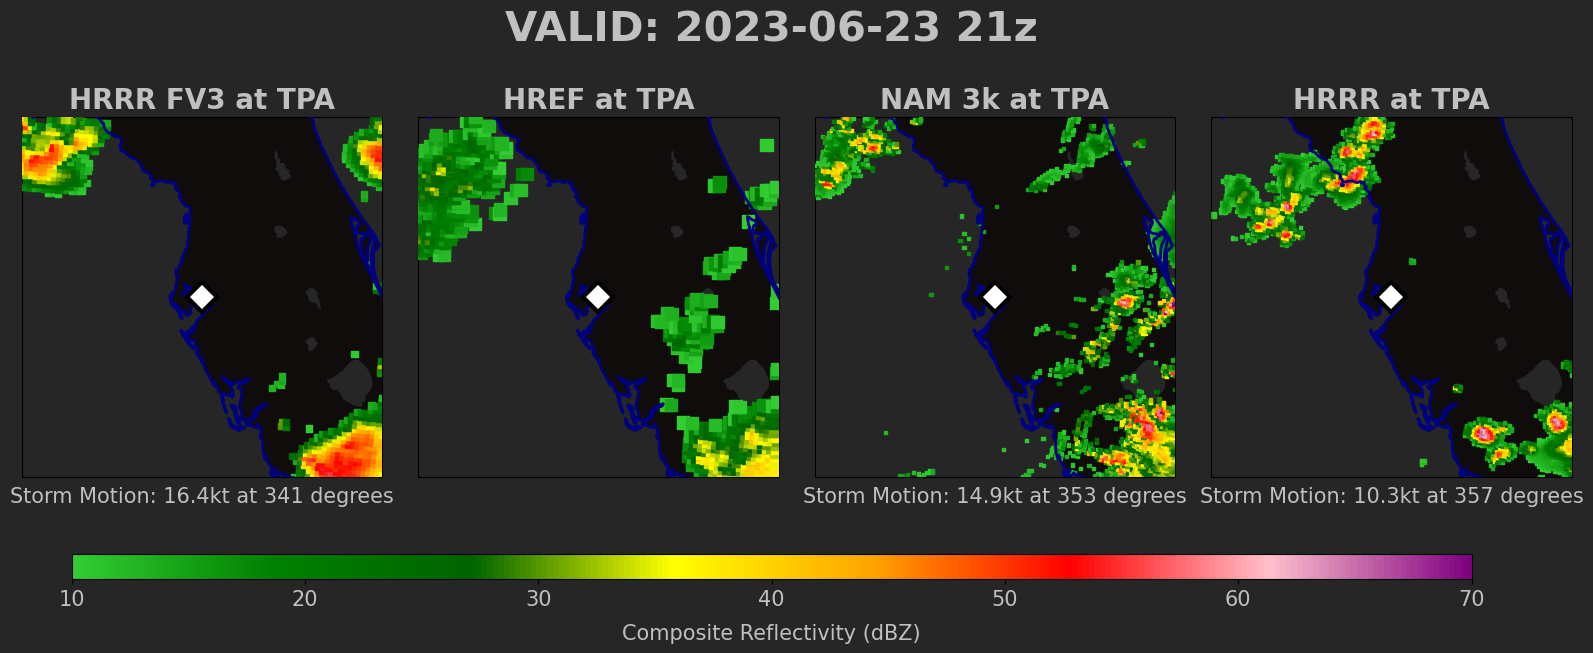 VALID: 2023-06-23 21z
HRRR FV3 at TPA
HREF at TPA
NAM 3k at TPA
HRRR at TPA
Storm Motion: 16.4kt at 341 degrees
Storm Motion: 14.9kt at 353 degrees
Storm Motion: 10.3kt at 357 degrees
10 20 30 40 50 60 70
Composite Reflectivity (dBZ)